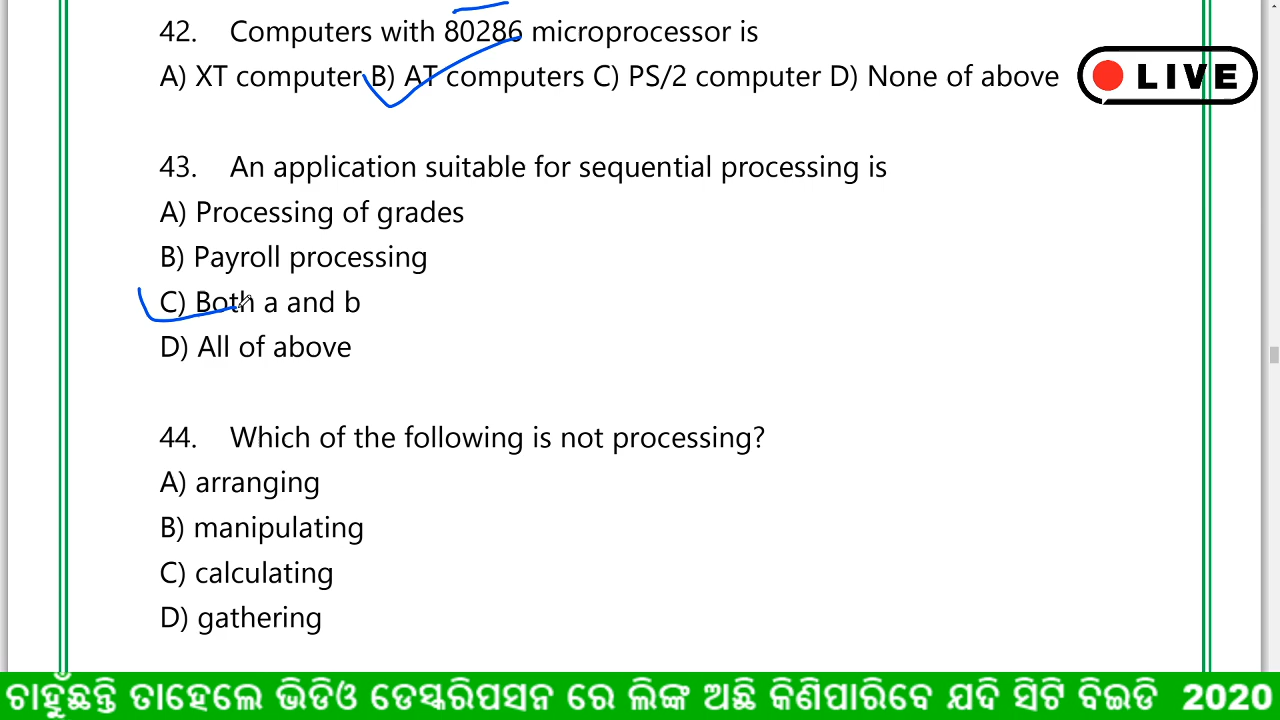 42. Computers with 80286 microprocessor is
A) XT computer B) AT computers C) PS/2 computer D) None of above
LIVE
43. An application suitable for sequential processing is
A) Processing of grades
B) Payroll processing
C) Both a and b
D) All of above
44. Which of the following is not processing?
A) arranging
B) manipulating
C) calculating
D) gathering
ଚାହୁଁଛନ୍ତି ତାହେଲେ ଭିଡିଓ ଡେସ୍କରିପସନ ରେ ଲିଙ୍କ ଅଛି କିଣିପାରିବେ ଯଦି ସିଟି ବିଇଡି 2020